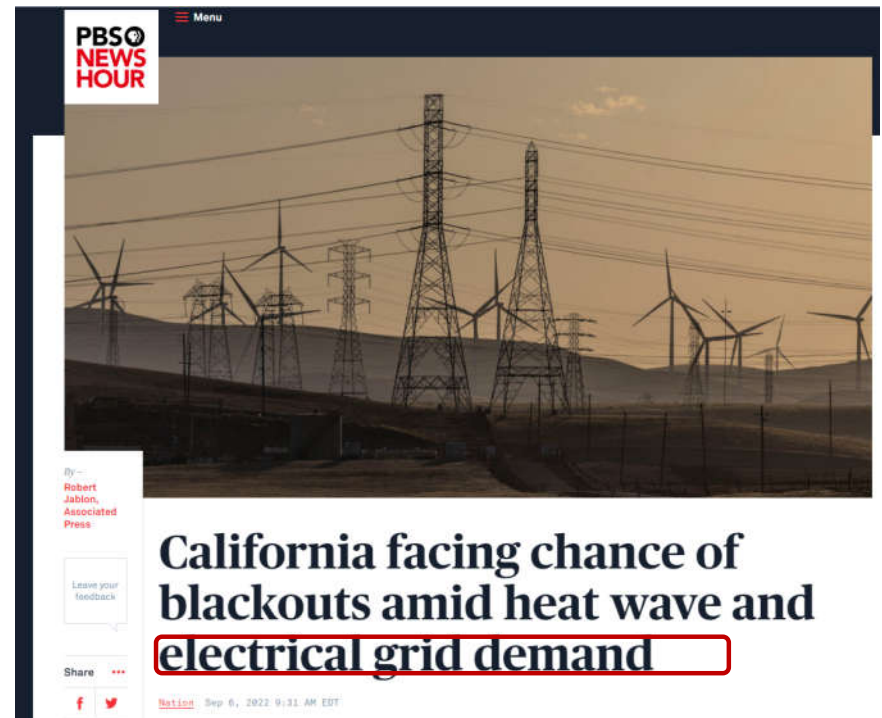 Menu
PBS
NEWS
HOUR
By –
Robert
Jablon,
Associated
Press
Leave your
feedback
California facing chance of
blackouts amid heat wave and
electrical grid demand
Share
Nation Sep 6, 2022 9:31 AM EDT